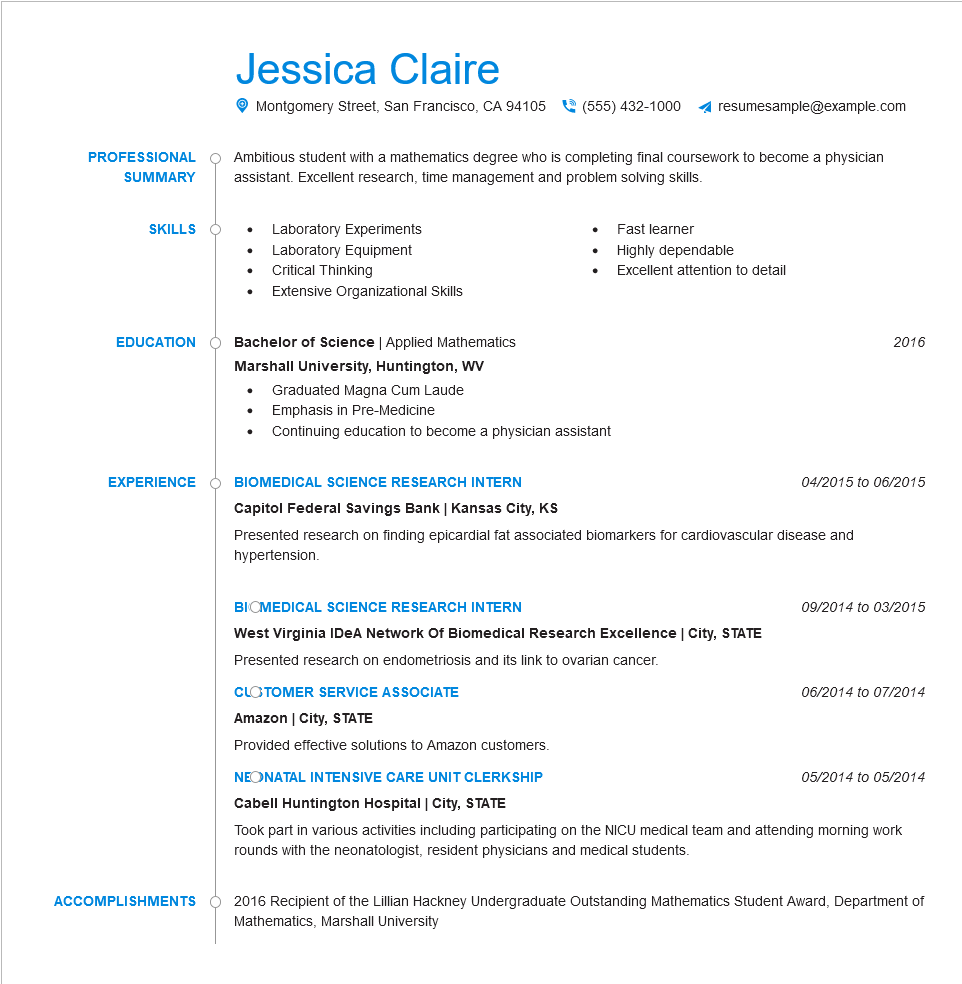 Jessica Claire
Montgomery Street, San Francisco, CA 94105 (555) 432-1000 resumesample@example.com
PROFESSIONAL SUMMARY
Ambitious student with a mathematics degree who is completing final coursework to become a physician
assistant. Excellent research, time management and problem solving skills.
SKILLS
• Laboratory Experiments
• Laboratory Equipment
• Critical Thinking
• Extensive Organizational Skills
• Fast learner
• Highly dependable
• Excellent attention to detail
EDUCATION
Bachelor of Science | Applied Mathematics 2016
Marshall University, Huntington, WV
• Graduated Magna Cum Laude
• Emphasis in Pre-Medicine
• Continuing education to become a physician assistant
EXPERIENCE
BIOMEDICAL SCIENCE RESEARCH INTERN 04/2015 to 06/2015
Capitol Federal Savings Bank | Kansas City, KS
Presented research on finding epicardial fat associated biomarkers for cardiovascular disease and
hypertension.
BIOMEDICAL SCIENCE RESEARCH INTERN 09/2014 to 03/2015
West Virginia IDeA Network Of Biomedical Research Excellence | City, STATE
Presented research on endometriosis and its link to ovarian cancer.
CUSTOMER SERVICE ASSOCIATE 06/2014 to 07/2014
Amazon | City, STATE
Provided effective solutions to Amazon customers.
NEONATAL INTENSIVE CARE UNIT CLERKSHIP 05/2014 to 05/2014
Cabell Huntington Hospital | City, STATE
Took part in various activities including participating on the NICU medical team and attending morning work
rounds with the neonatologist, resident physicians and medical students.
ACCOMPLISHMENTS
2016 Recipient of the Lillian Hackney Undergraduate Outstanding Mathematics Student Award, Department of
Mathematics, Marshall University